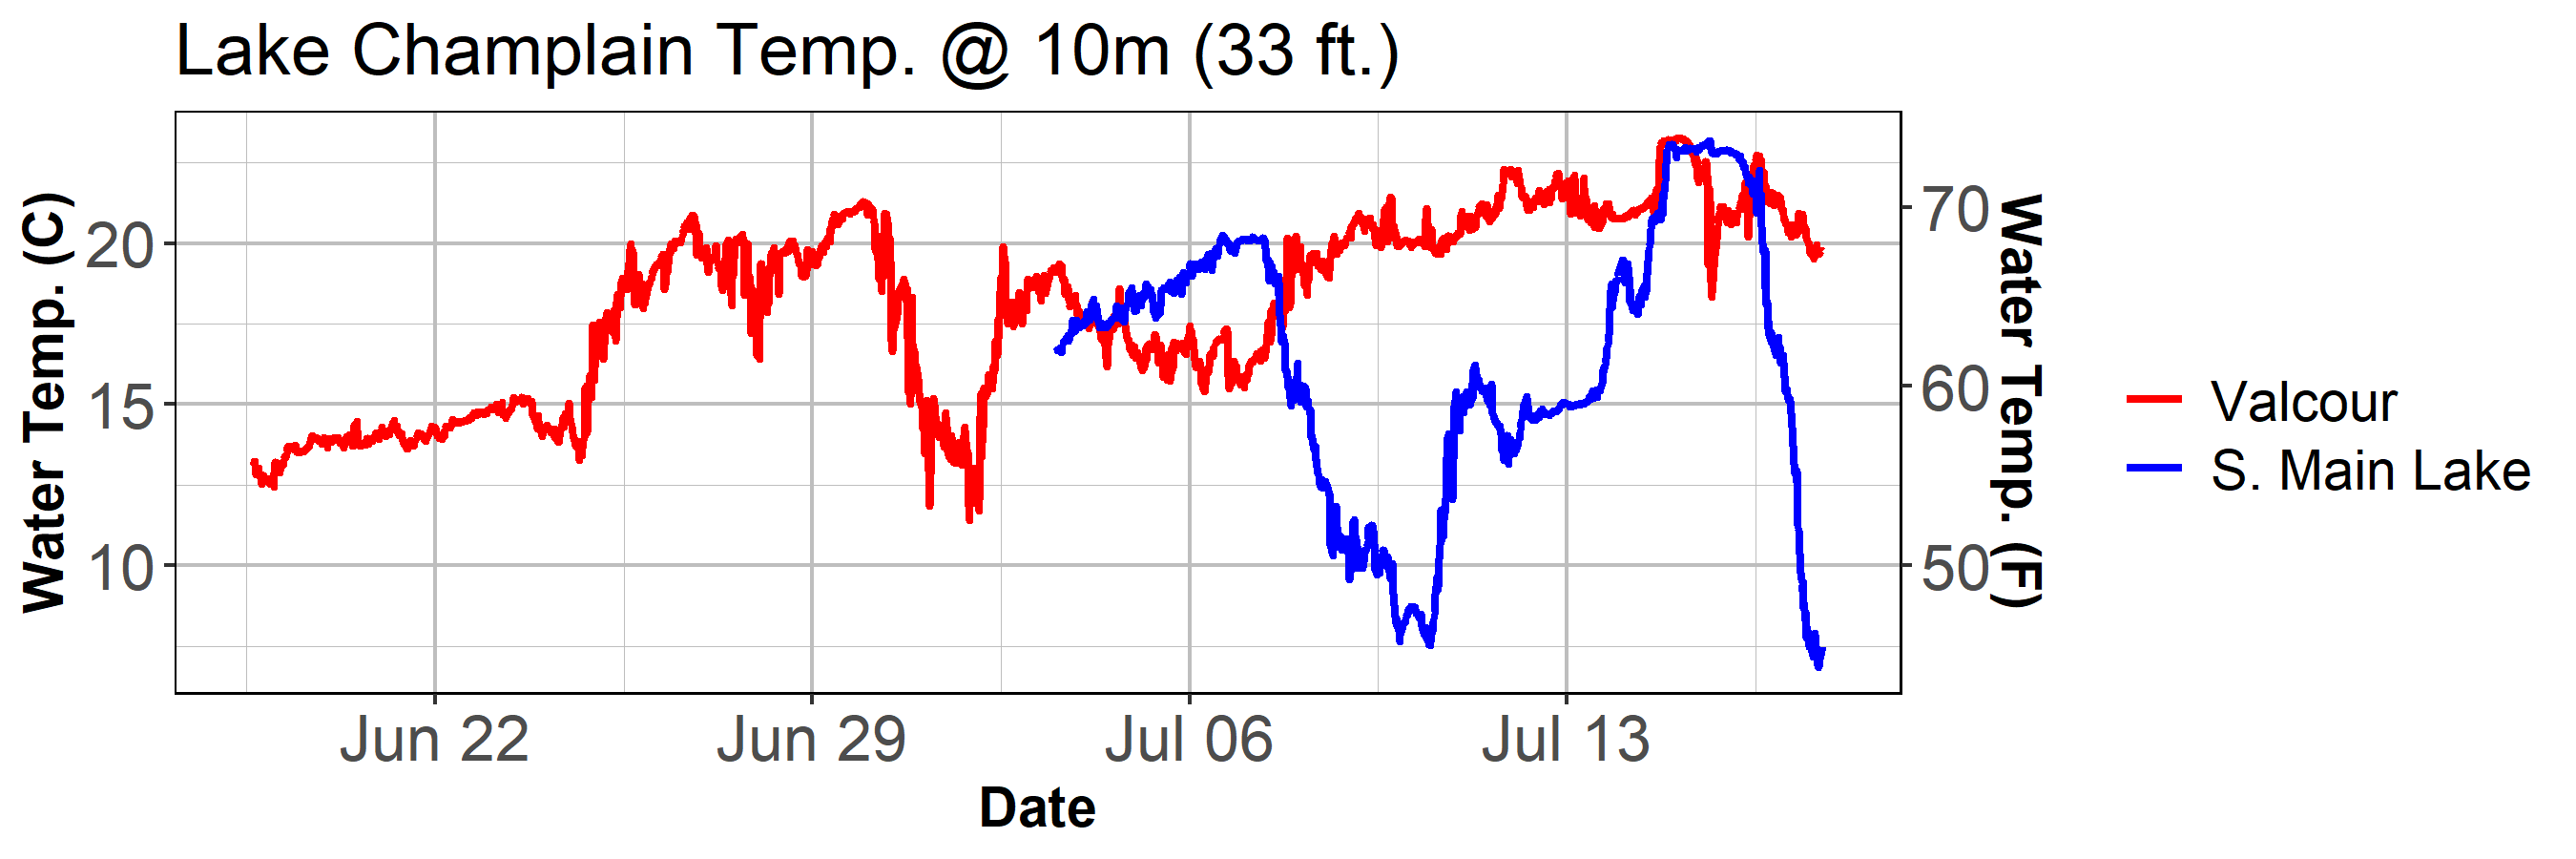 Lake Champlain Temp. @ 10m (33 ft.)
Water Temp. (C)
20
15
10
70
60
50
Water Temp. (F)
Jun 22
Jun 29
Jul 06
Jul 13
Date
Valcour
S. Main Lake